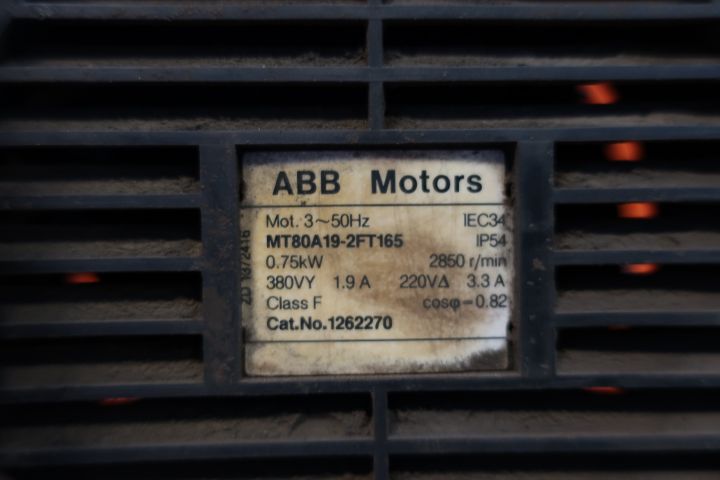 ABB Motors
Mot. 3~50Hz IEC34
MT80A19-2FT165 IP54
0.75kW 2850 r/min
380VY 1.9 A 220VΔ 3.3 A
Class F cosφ=0.82
Cat.No.1262270